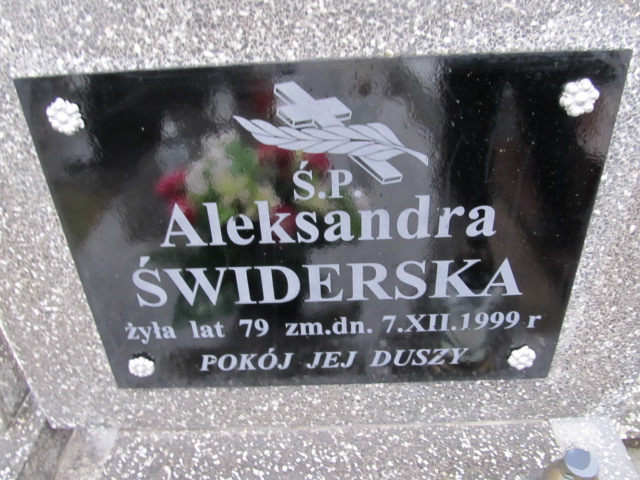 Ś.P.
Aleksandra
ŚWIDERSKA
żyła lat 79 zm.dn. 7.XII.1999 r
POKÓJ JEJ DUSZY